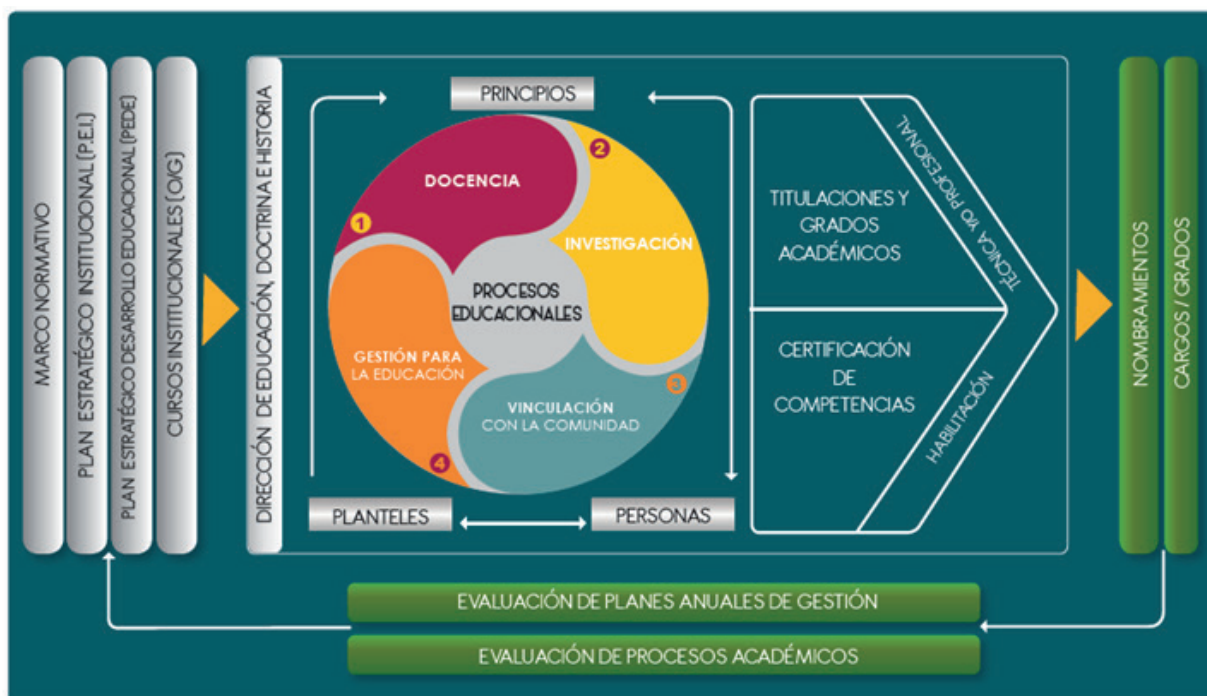 MARCO NORMATIVO
PLAN ESTRATÉGICO INSTITUCIONAL (P.E.I.)
PLAN ESTRATÉGICO DESARROLLO EDUCACIONAL (PEDE)
CURSOS INSTITUCIONALES (O/G)
DIRECCIÓN DE EDUCACIÓN, DOCTRINA E HISTORIA
PRINCIPIOS
1
DOCENCIA
2
INVESTIGACIÓN
PROCESOS
EDUCACIONALES
GESTIÓN PARA
LA EDUCACIÓN
3
VINCULACIÓN
CON LA COMUNIDAD
4
PLANTELES
PERSONAS
TITULACIONES Y
GRADOS
ACADÉMICOS
TÉCNICA Y/O PROFESIONAL
CERTIFICACIÓN
DE
COMPETENCIAS
HABILITACIÓN
NOMBRAMIENTOS
CARGOS / GRADOS
EVALUACIÓN DE PLANES ANUALES DE GESTIÓN
EVALUACIÓN DE PROCESOS ACADÉMICOS